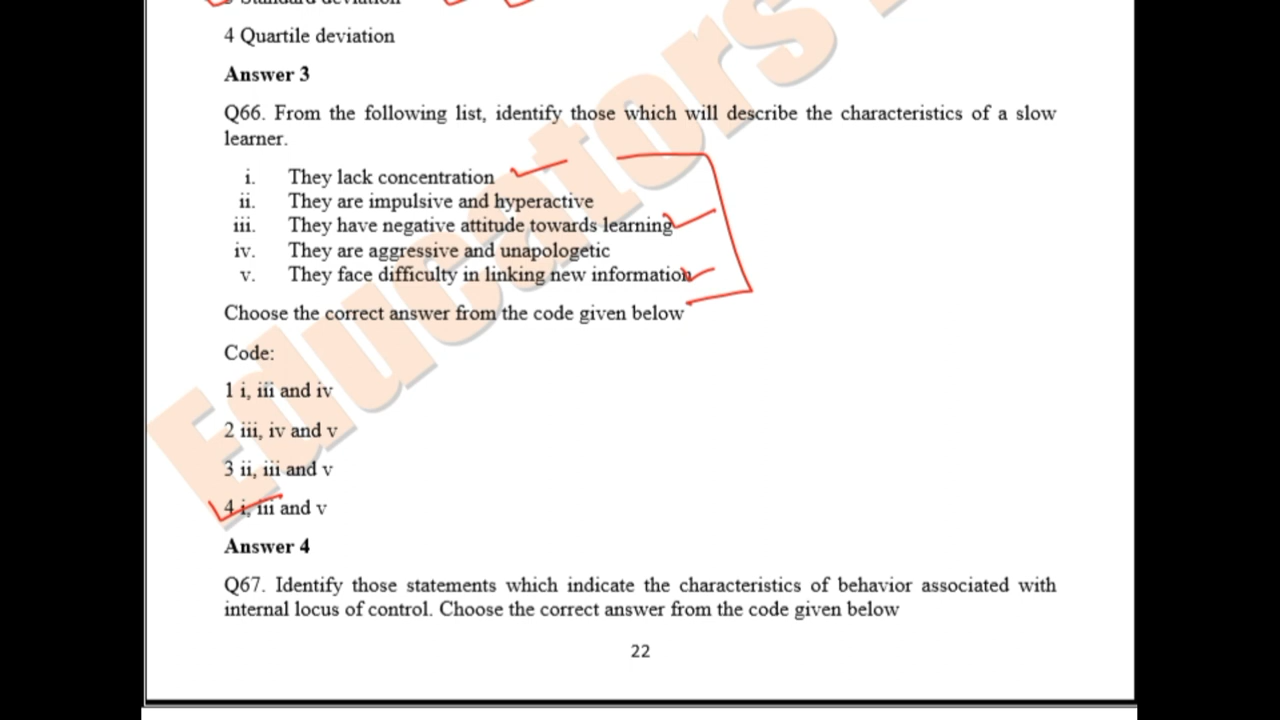 3 Standard deviation
4 Quartile deviation
Answer 3
Q66. From the following list, identify those which will describe the characteristics of a slow
learner.
i. They lack concentration
ii. They are impulsive and hyperactive
iii. They have negative attitude towards learning
iv. They are aggressive and unapologetic
v. They face difficulty in linking new information
Choose the correct answer from the code given below
Code:
1 i, iii and iv
2 iii, iv and v
3 ii, iii and v
4 i, iii and v
Answer 4
Q67. Identify those statements which indicate the characteristics of behavior associated with
internal locus of control. Choose the correct answer from the code given below
22
Educators